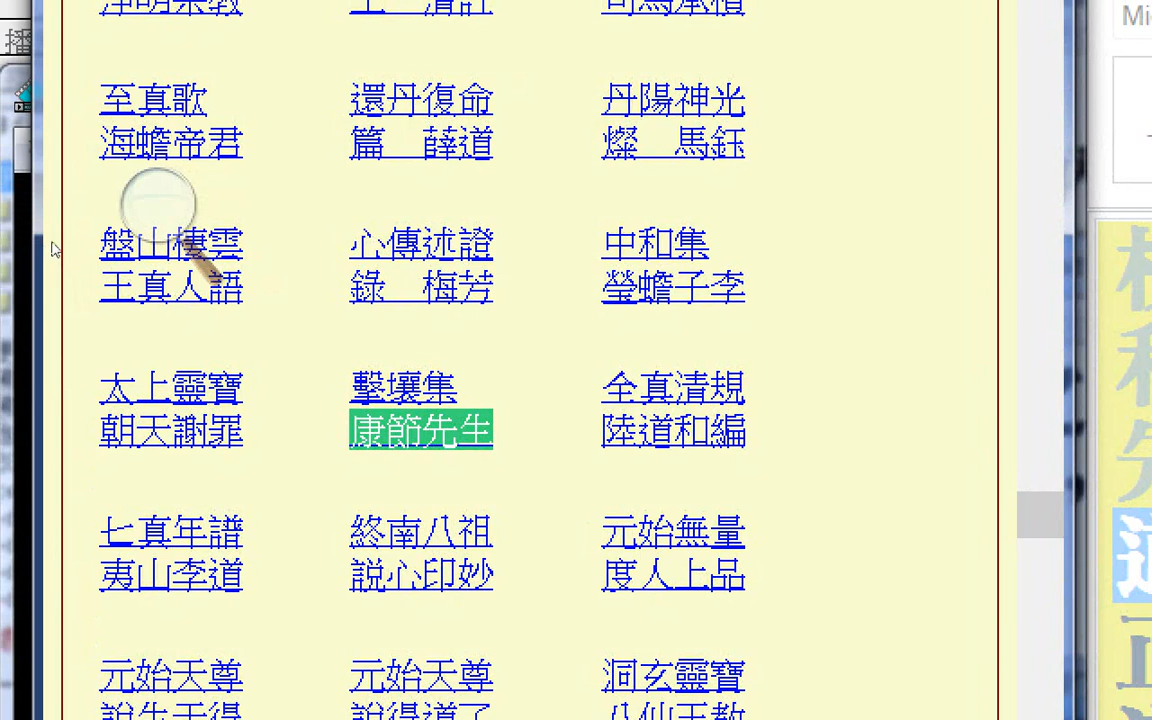 至真歌 還丹復命 丹陽神光
海蟾帝君 篇 薛道 燦 馬鈺
盤山棲雲 心傳述證 中和集
王真人語 錄 梅芳 瑩蟾子李
太上靈寶 擊壤集 全真清規
朝天謝罪 康節先生 陸道和編
七真年譜 終南八祖 元始無量
夷山李道 説心印妙 度人上品
元始天尊 元始天尊 洞玄靈寶